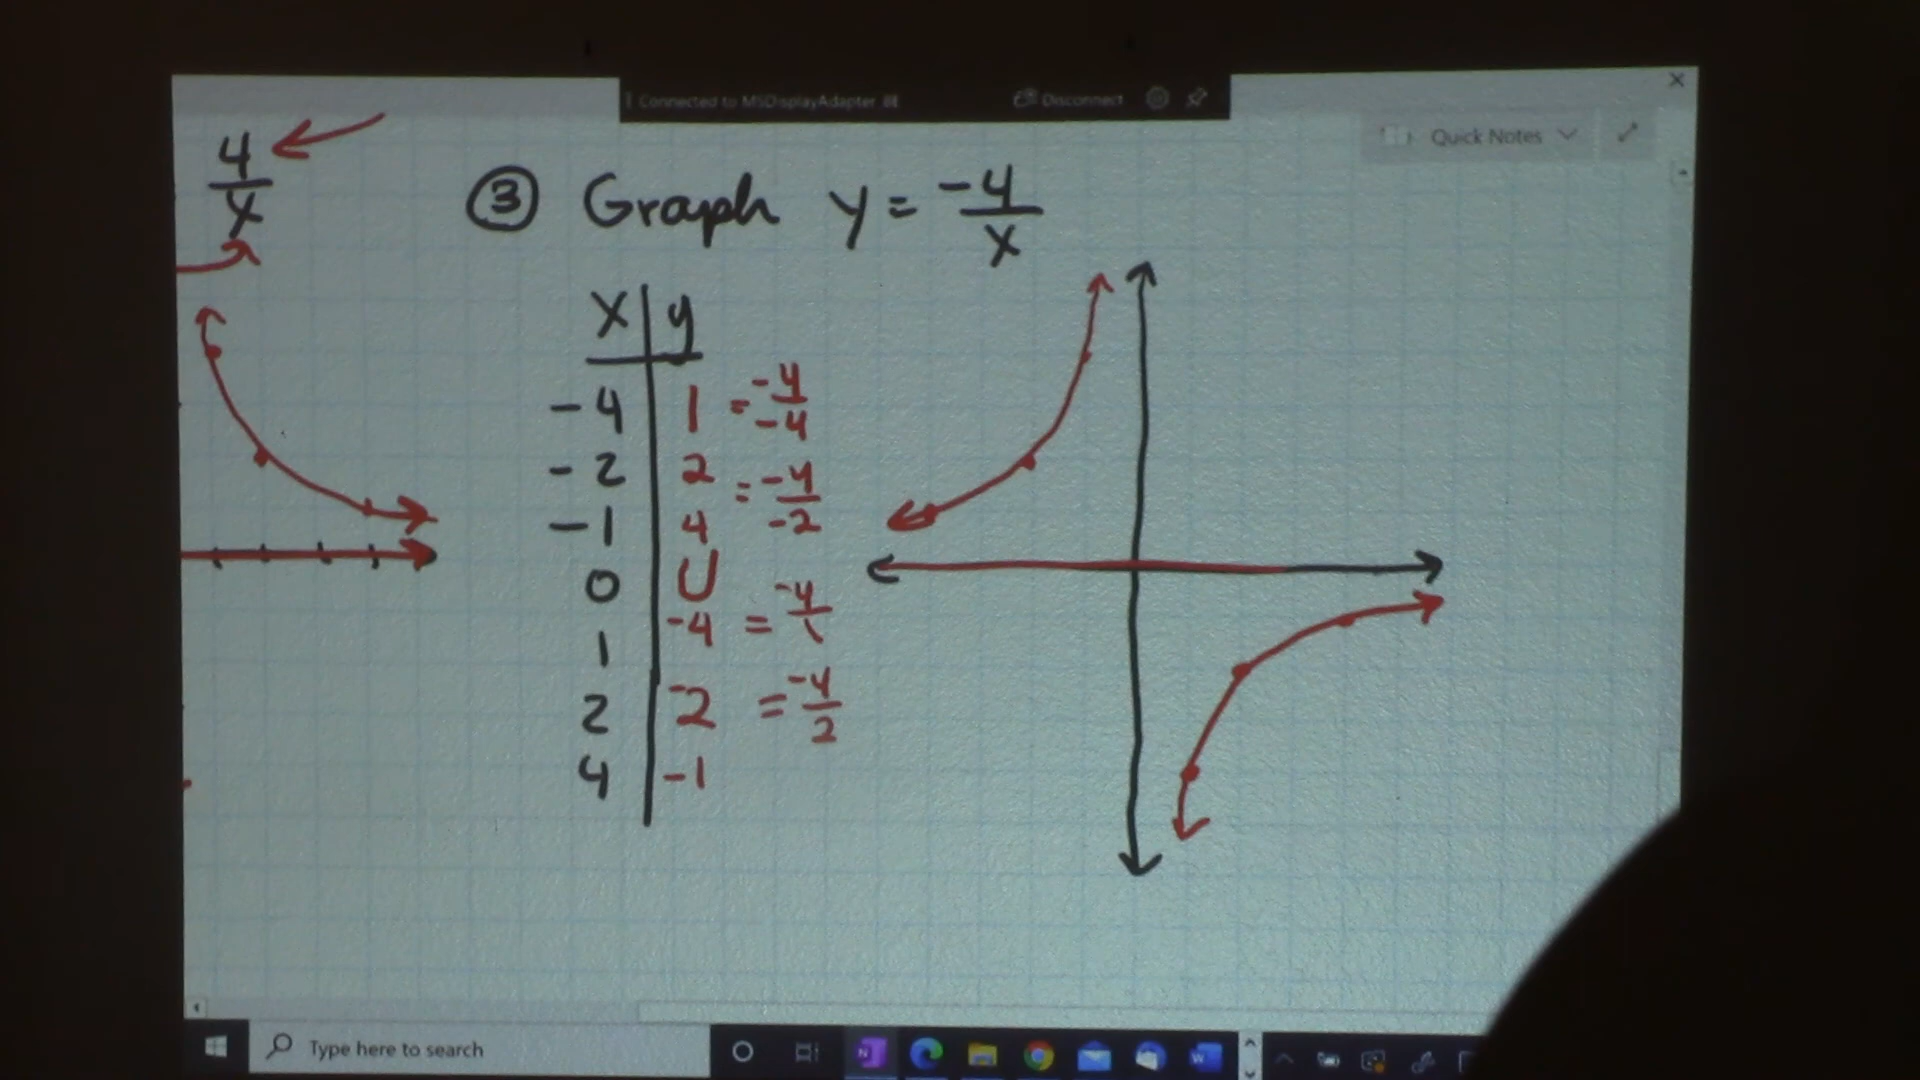 Connected to MSDisplayAdapter
Disconnect
Quick Notes
4
x
③ Graph y = -4/x
x | y
-4 | 1 = -4/-4
-2 | 2 = -4/-2
-1 | 4
0 | U
1 | -4 = -4/1
2 | -2 = -4/2
4 | -1
Type here to search